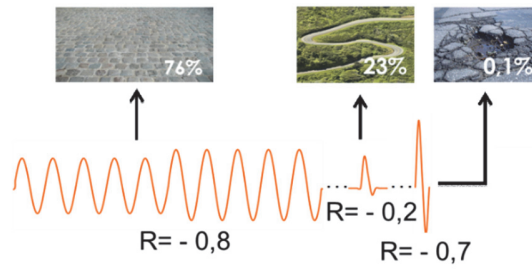 76%
23%
0,1%
R= - 0,8
R= - 0,2
R= - 0,7